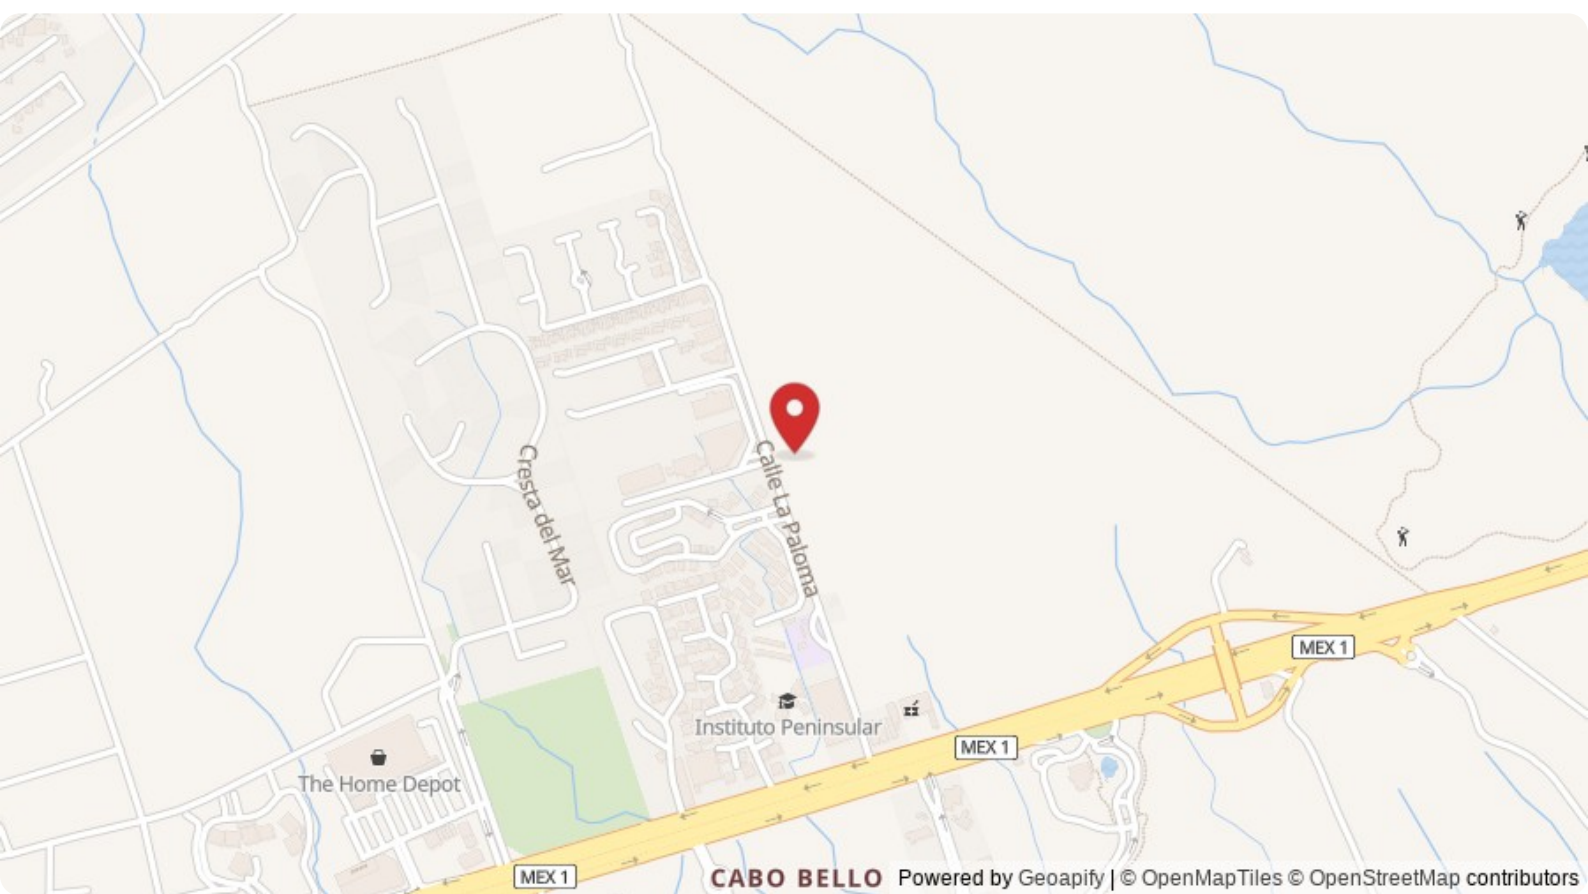 Cresta del Mar
Calle La Paloma
MEX 1
Instituto Peninsular
MEX 1
The Home Depot
MEX 1
CABO BELLO
Powered by Geoapify | © OpenMapTiles © OpenStreetMap contributors